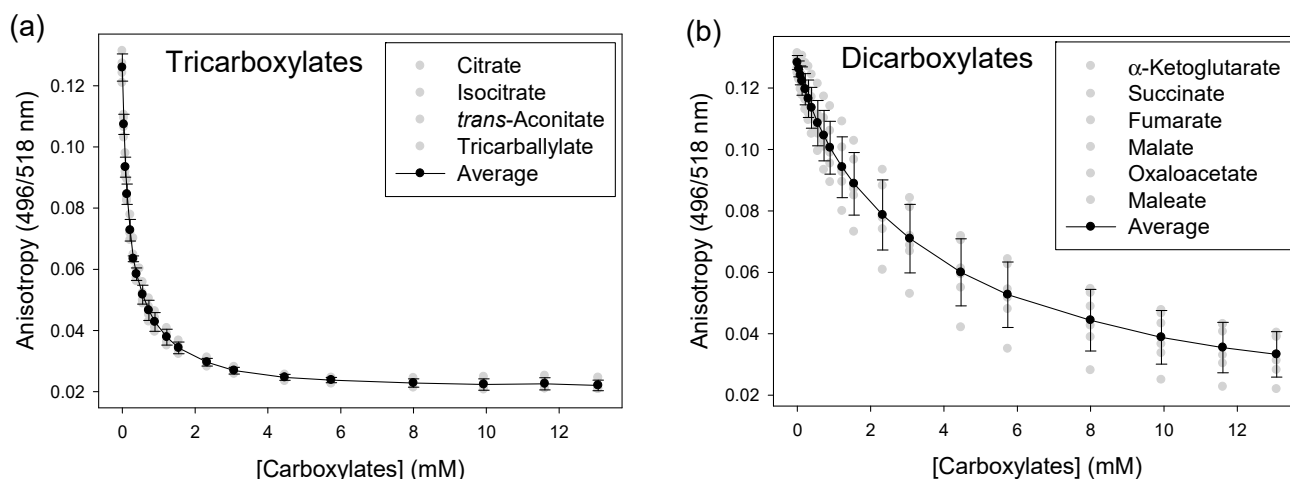 (a)
Tricarboxylates
Citrate
Isocitrate
trans-Aconitate
Tricarballylate
Average
Anisotropy (496/518 nm)
0.12
0.10
0.08
0.06
0.04
0.02
0 2 4 6 8 10 12
[Carboxylates] (mM)
(b)
Dicarboxylates
α-Ketoglutarate
Succinate
Fumarate
Malate
Oxaloacetate
Maleate
Average
Anisotropy (496/518 nm)
0.12
0.10
0.08
0.06
0.04
0.02
0 2 4 6 8 10 12
[Carboxylates] (mM)